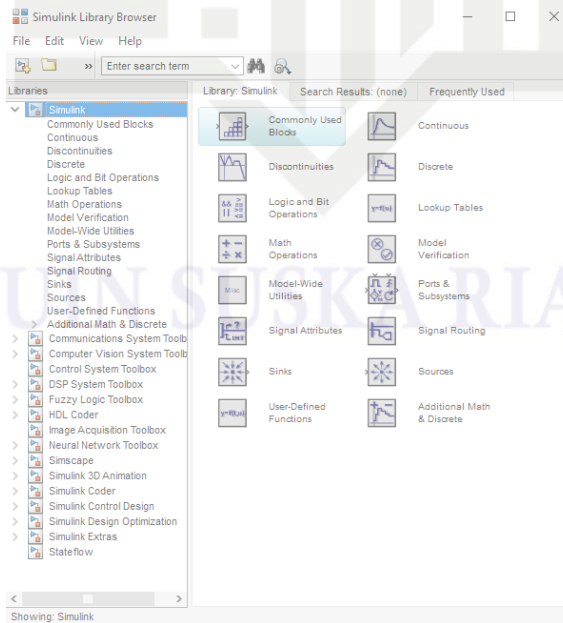 Simulink Library Browser
File Edit View Help
» Enter search term
Libraries
Library: Simulink Search Results: (none) Frequently Used
Simulink
Commonly Used Blocks
Continuous
Discontinuities
Discrete
Logic and Bit Operations
Lookup Tables
Math Operations
Model Verification
Model-Wide Utilities
Ports & Subsystems
Signal Attributes
Signal Routing
Sinks
Sources
User-Defined Functions
Additional Math & Discrete
Communications System Toolb
Computer Vision System Toolb
Control System Toolbox
DSP System Toolbox
Fuzzy Logic Toolbox
HDL Coder
Image Acquisition Toolbox
Neural Network Toolbox
Simscape
Simulink 3D Animation
Simulink Coder
Simulink Control Design
Simulink Design Optimization
Simulink Extras
Stateflow
Commonly Used
Blocks
Continuous
Discontinuities
Discrete
Logic and Bit
Operations
y=f(u)
Lookup Tables
Math
Operations
Model
Verification
Misc
Model-Wide
Utilities
Ports &
Subsystems
Signal Attributes
Signal Routing
Sinks
Sources
y=f(u)
User-Defined
Functions
Additional Math
& Discrete
Showing: Simulink
UIN SUSKA RIA